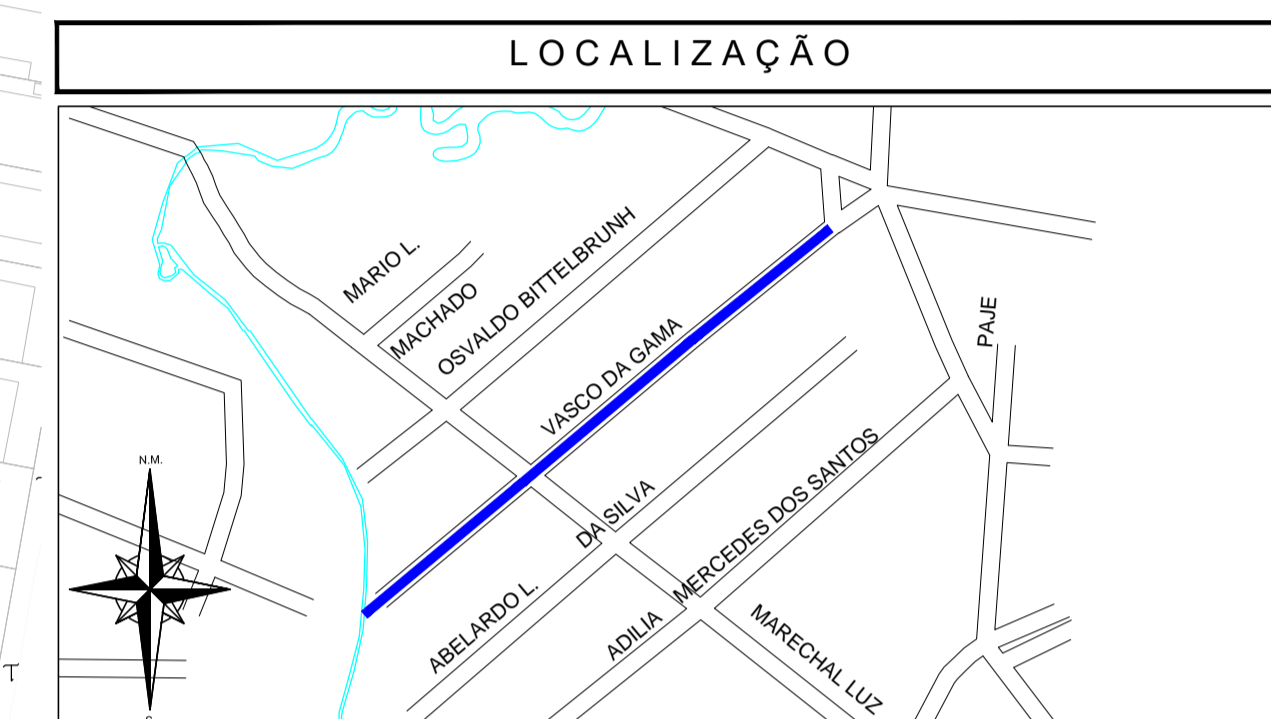 LOCALIZAÇÃO
MARIO L.
MACHADO
OSVALDO BITTELBRUNH
VASCO DA GAMA
PAJE
DA SILVA
ABELARDO L.
MERCEDES DOS SANTOS
ADILIA
MARECHAL LUZ
N.M.